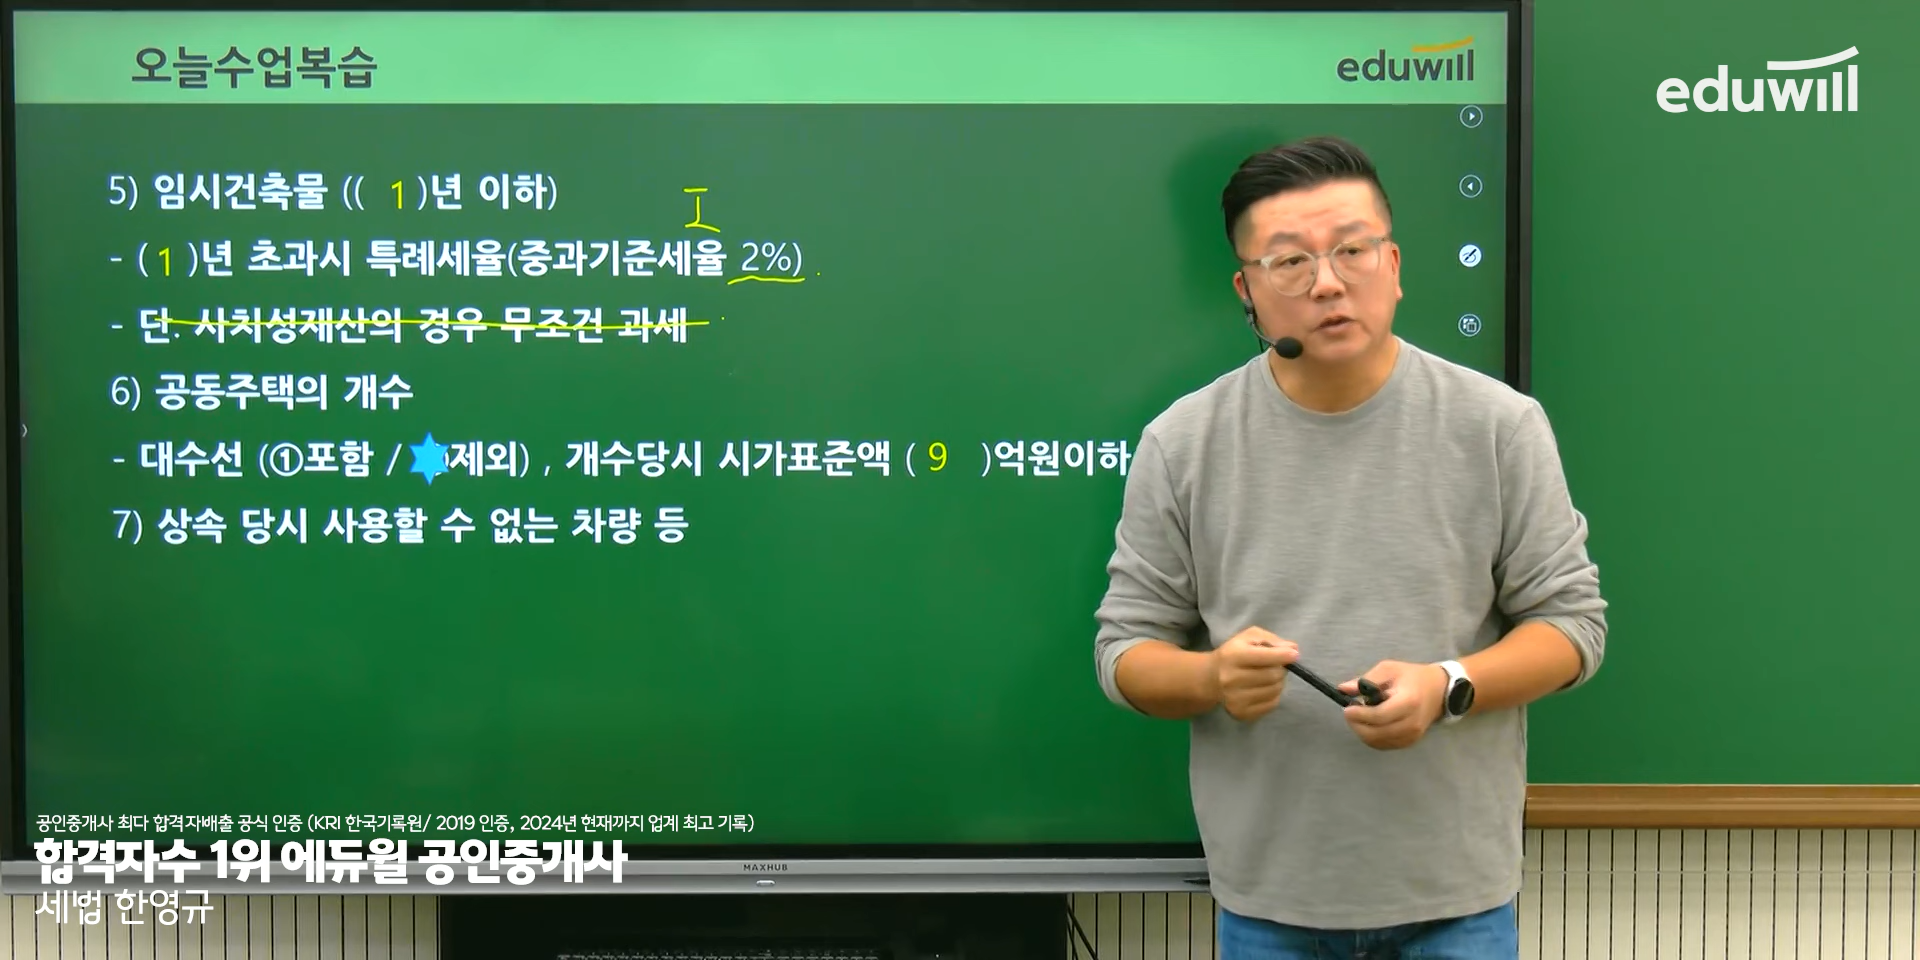 오늘수업복습
eduwill
eduwill
5) 임시건축물 (( 1 )년 이하)
- ( 1 )년 초과시 특례세율(중과기준세율 2%)
- 단. 사치성재산의 경우 무조건 과세
6) 공동주택의 개수
- 대수선 (①포함 / 제외) , 개수당시 시가표준액 ( 9 )억원이하
7) 상속 당시 사용할 수 없는 차량 등
공인중개사 최다 합격자배출 공식 인증 (KRI 한국기록원/ 2019 인증, 2024년 현재까지 업계 최고 기록)
합격자수 1위 에듀윌 공인중개사
세법 한영규
MAXHUB